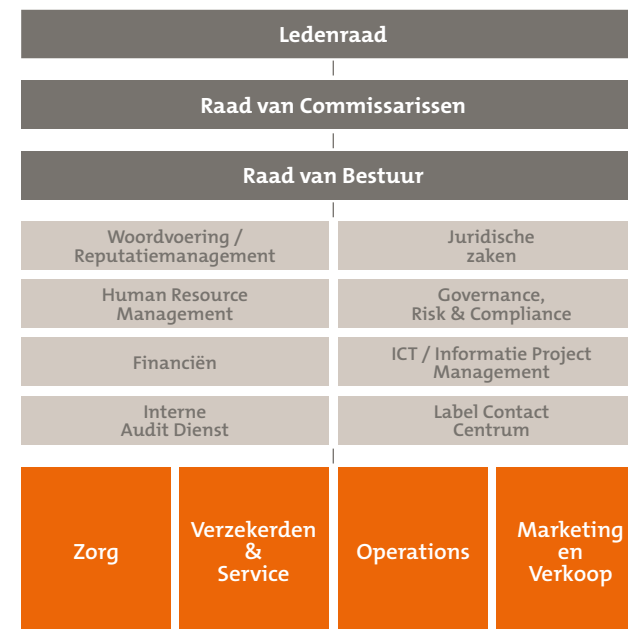 Ledenraad
Raad van Commissarissen
Raad van Bestuur
Woordvoering /
Reputatiemanagement
Juridische
zaken
Human Resource
Management
Governance,
Risk & Compliance
Financiën
ICT / Informatie Project
Management
Interne
Audit Dienst
Label Contact
Centrum
Zorg
Verzekerden
&
Service
Operations
Marketing
en
Verkoop